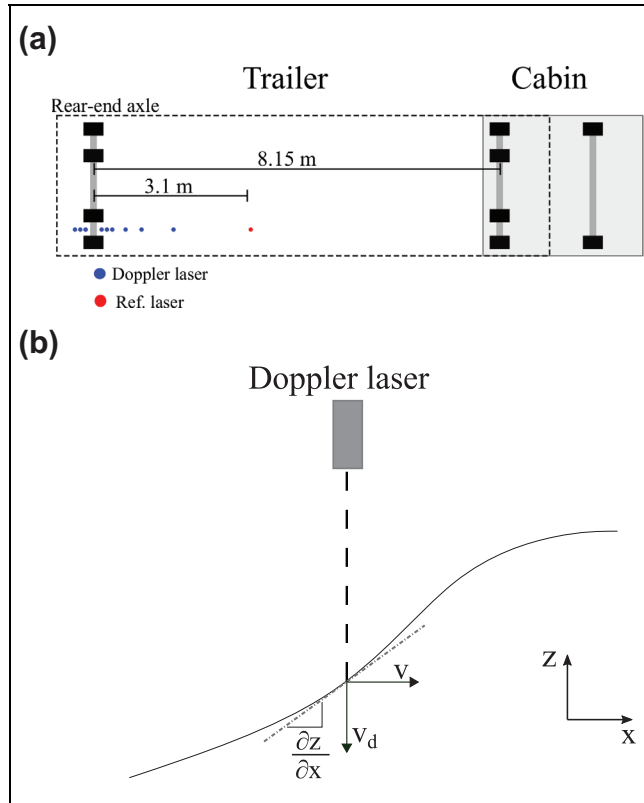 (a)
Trailer
Cabin
Rear-end axle
8.15 m
3.1 m
Doppler laser
Ref. laser
(b)
Doppler laser
v
v_d
∂z
∂x
z
x